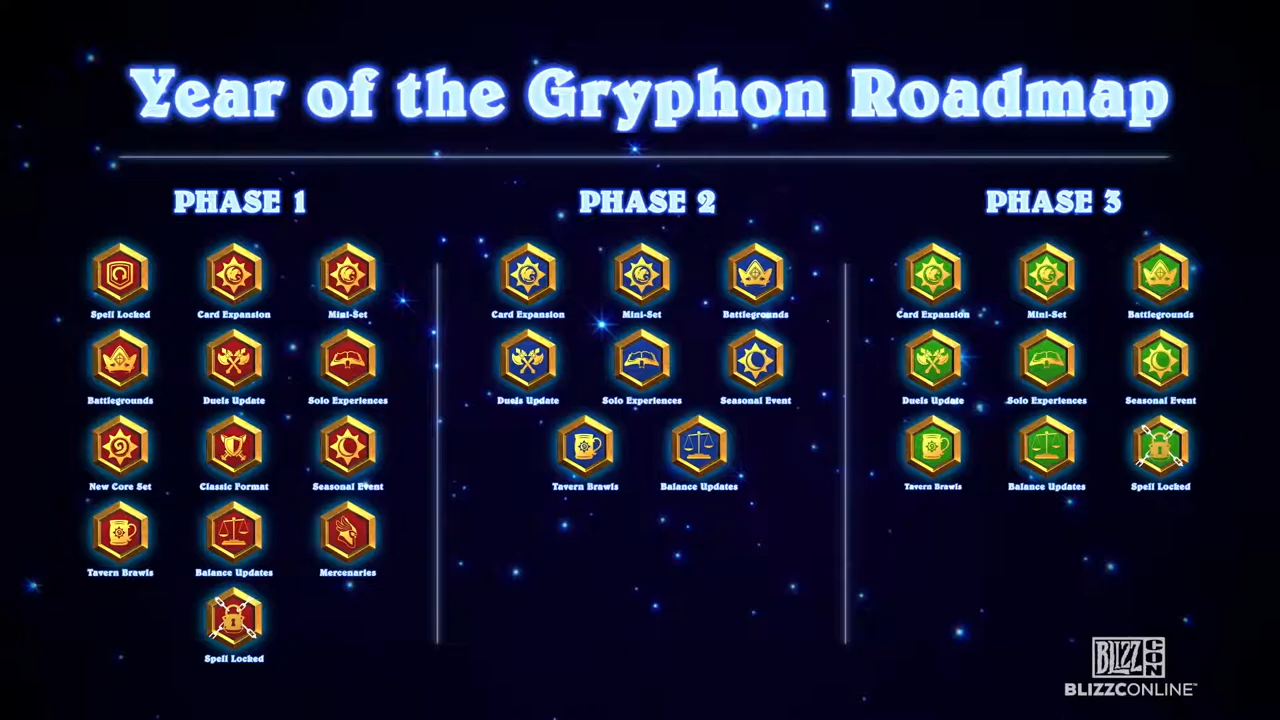 Year of the Gryphon Roadmap
PHASE 1
Spell Locked
Card Expansion
Mini-Set
Battlegrounds
Duels Update
Solo Experiences
New Core Set
Classic Format
Seasonal Event
Tavern Brawls
Balance Updates
Mercenaries
Spell Locked
PHASE 2
Card Expansion
Mini-Set
Battlegrounds
Duels Update
Solo Experiences
Seasonal Event
Tavern Brawls
Balance Updates
PHASE 3
Card Expansion
Mini-Set
Battlegrounds
Duels Update
Solo Experiences
Seasonal Event
Tavern Brawls
Balance Updates
Spell Locked
BLIZZCON
BLIZZCONLINE™